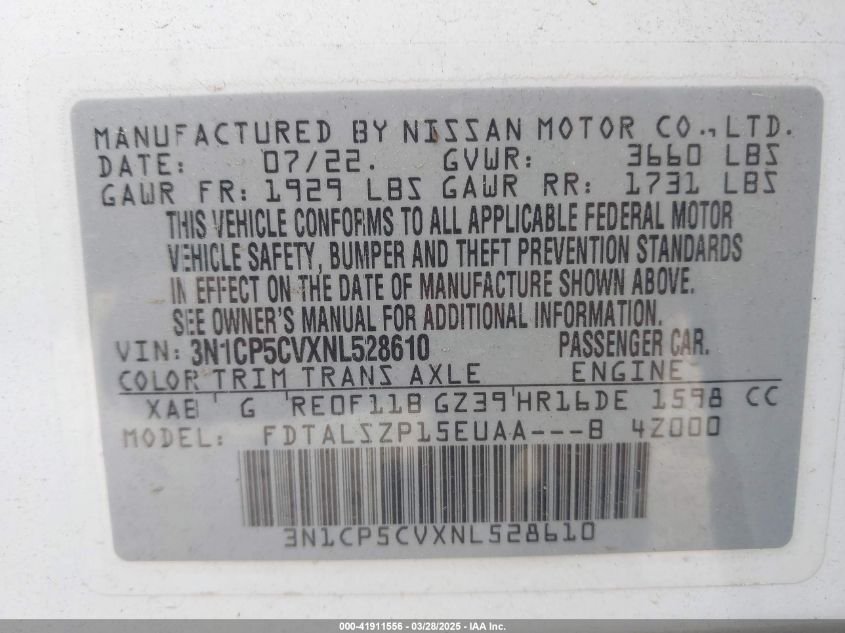 MANUFACTURED BY NISSAN MOTOR CO., LTD.
DATE: 07/22. GVWR: 3660 LBS
GAWR FR: 1929 LBS GAWR RR: 1731 LBS
THIS VEHICLE CONFORMS TO ALL APPLICABLE FEDERAL MOTOR
VEHICLE SAFETY, BUMPER AND THEFT PREVENTION STANDARDS
IN EFFECT ON THE DATE OF MANUFACTURE SHOWN ABOVE.
SEE OWNER'S MANUAL FOR ADDITIONAL INFORMATION.
VIN: 3N1CP5CVXNL528610 PASSENGER CAR.
COLOR TRIM TRANS AXLE ENGINE
XAB G RE0F11B GZ39 HR16DE 1598 CC
MODEL: FDTALSZP15EUAA---B 4Z000
3N1CP5CVXNL528610
000-41911556 - 03/28/2025 - IAA Inc.